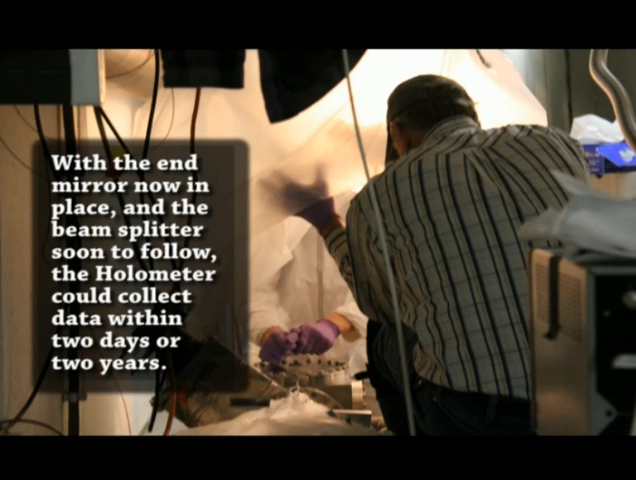 With the end
mirror now in
place, and the
beam splitter
soon to follow,
the Holometer
could collect
data within
two days or
two years.